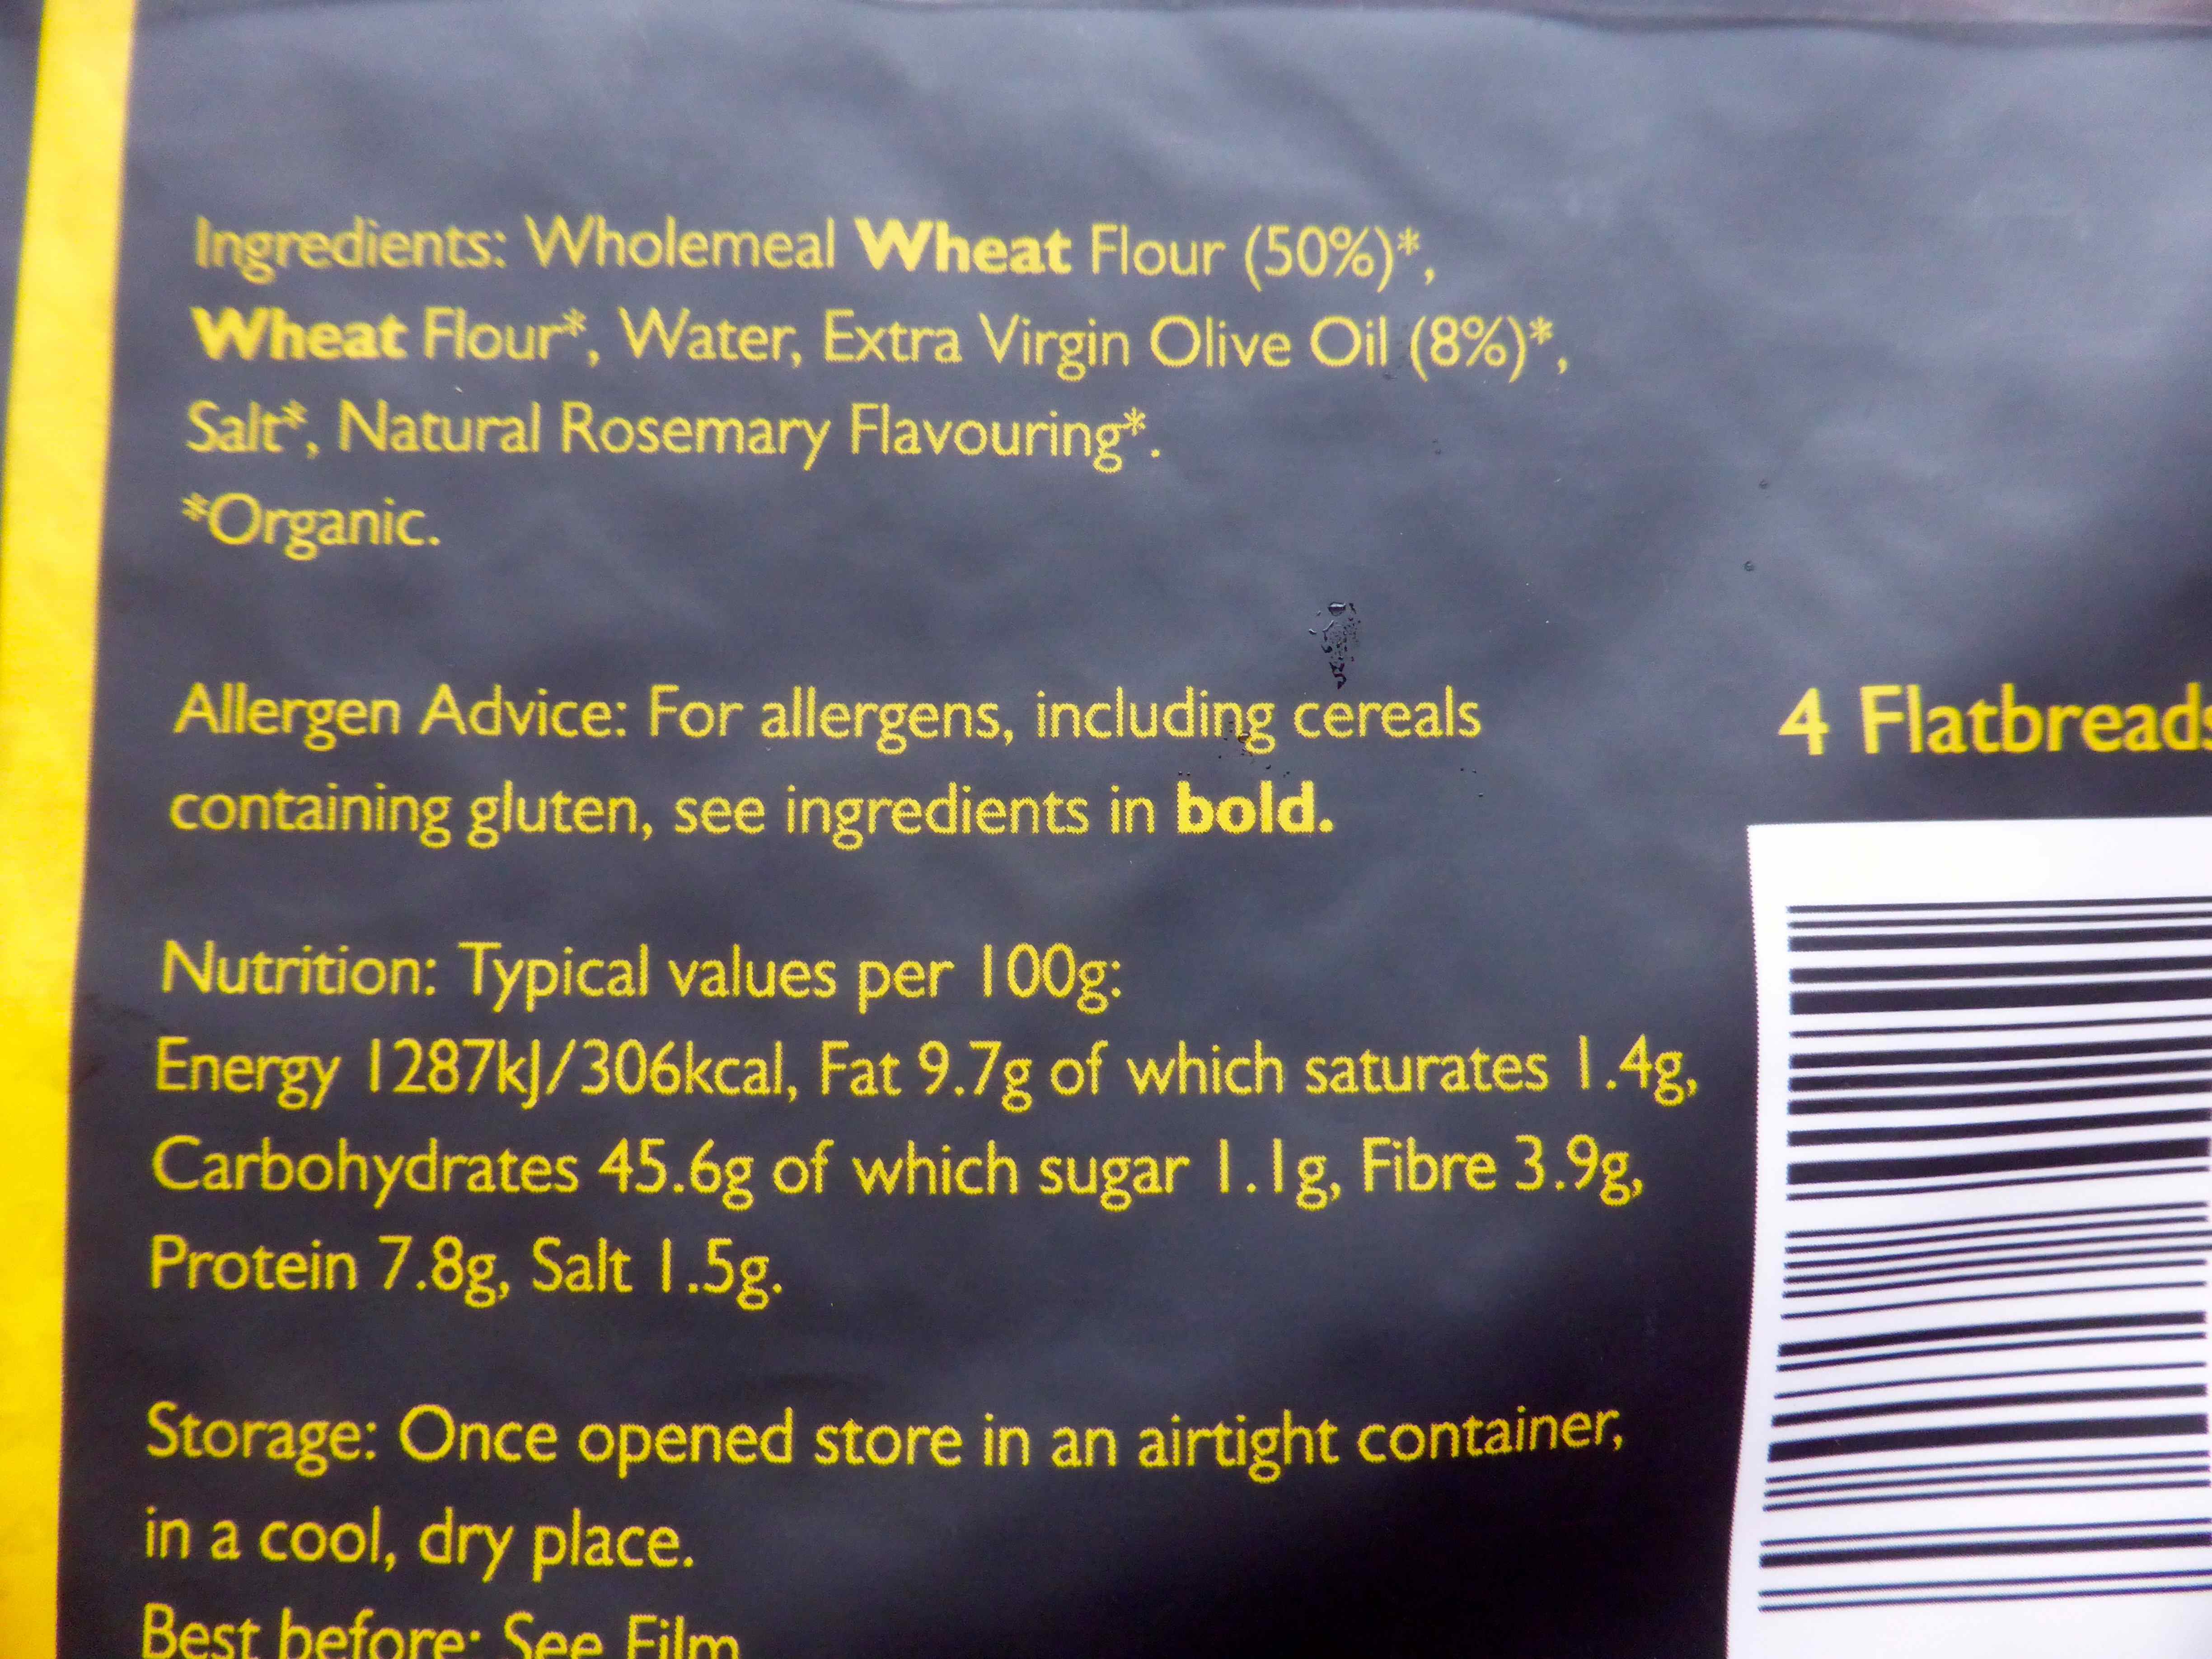 Ingredients: Wholemeal Wheat Flour (50%)*,
Wheat Flour*, Water, Extra Virgin Olive Oil (8%)*,
Salt*, Natural Rosemary Flavouring*.
*Organic.
Allergen Advice: For allergens, including cereals
containing gluten, see ingredients in bold.
4 Flatbreads
Nutrition: Typical values per 100g:
Energy 1287kJ/306kcal, Fat 9.7g of which saturates 1.4g,
Carbohydrates 45.6g of which sugar 1.1g, Fibre 3.9g,
Protein 7.8g, Salt 1.5g.
Storage: Once opened store in an airtight container,
in a cool, dry place.
Best before: See Film